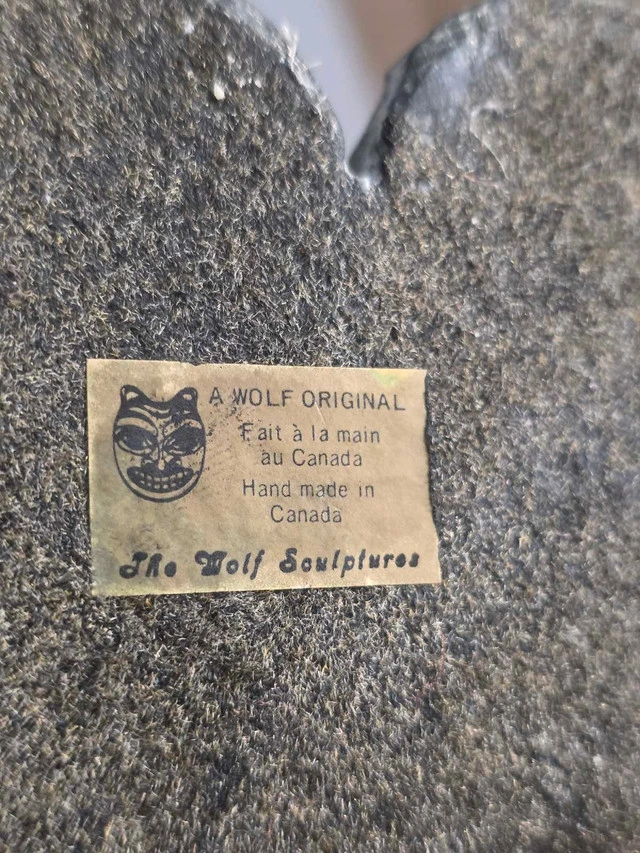 A WOLF ORIGINAL
Fait à la main
au Canada
Hand made in
Canada
The Wolf Sculptures